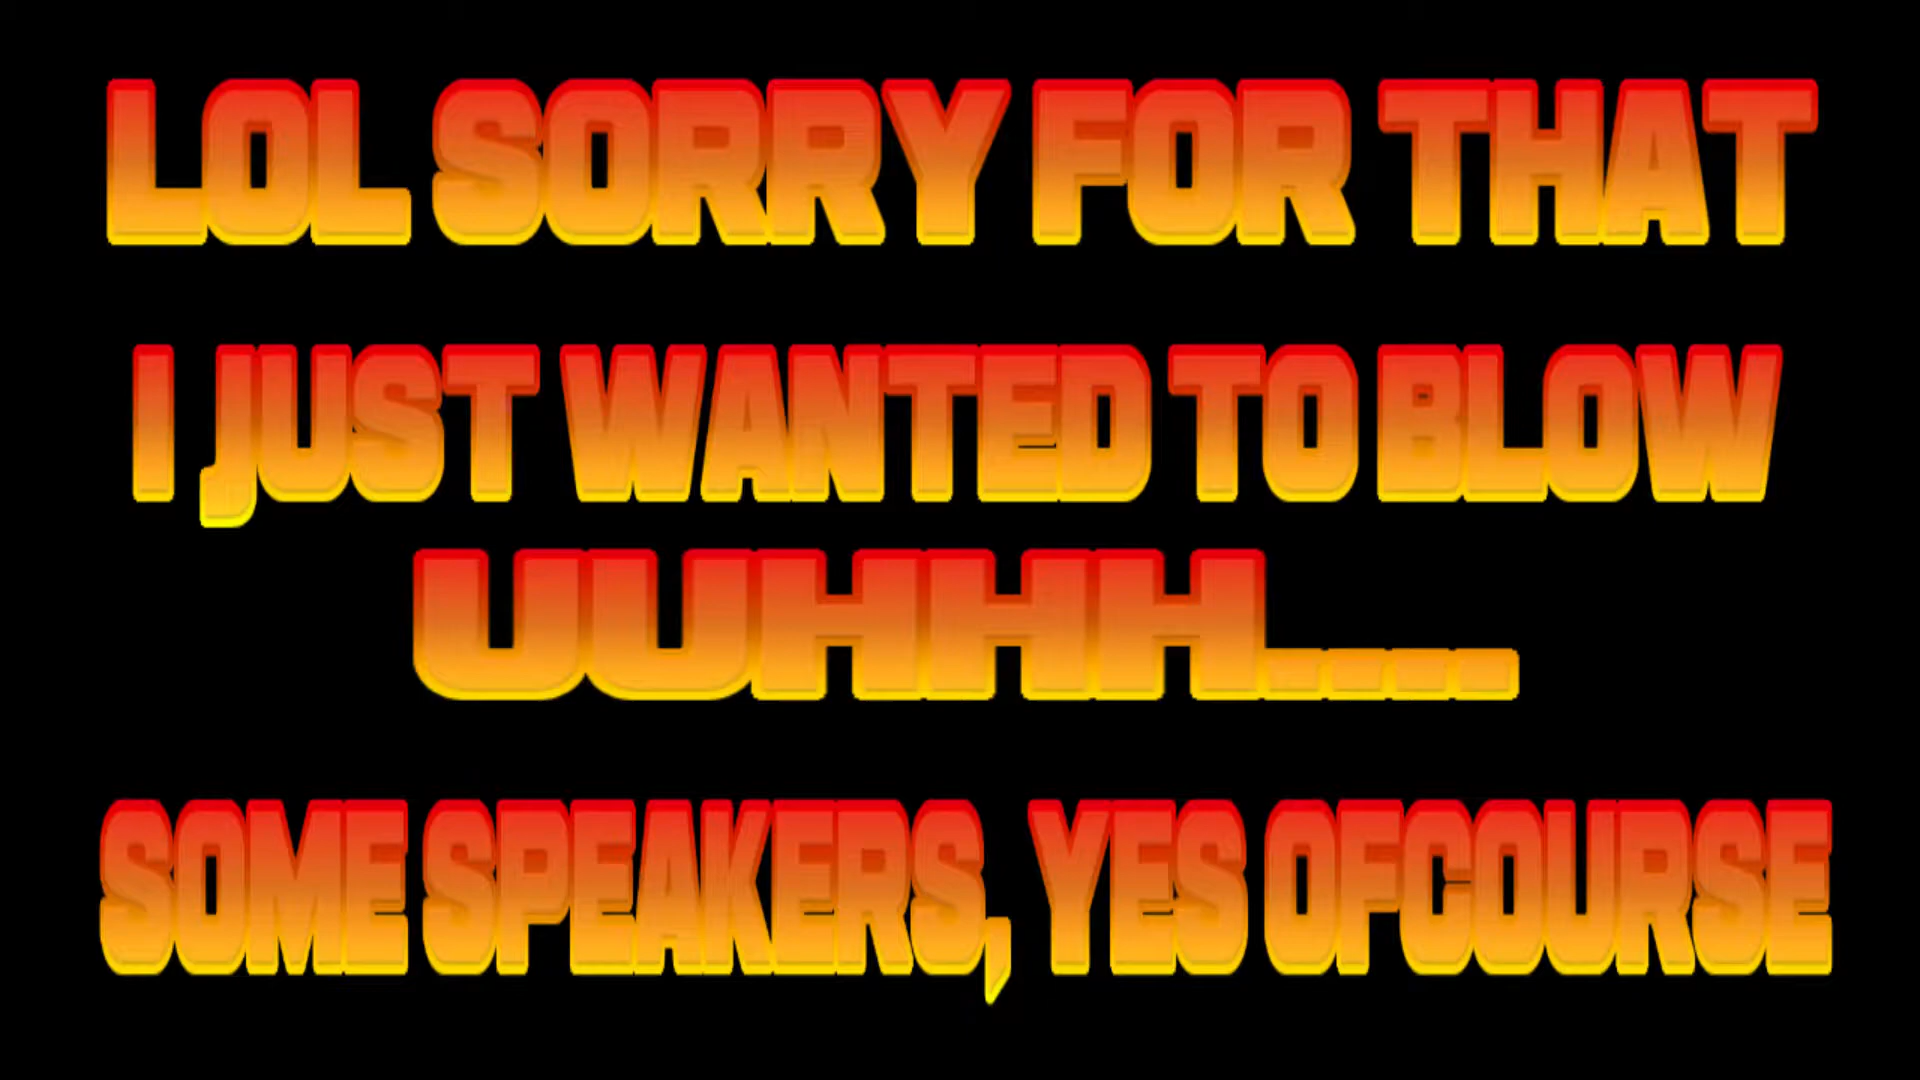 LOL SORRY FOR THAT
I JUST WANTED TO BLOW
UUHHH....
SOME SPEAKERS, YES OFCOURSE